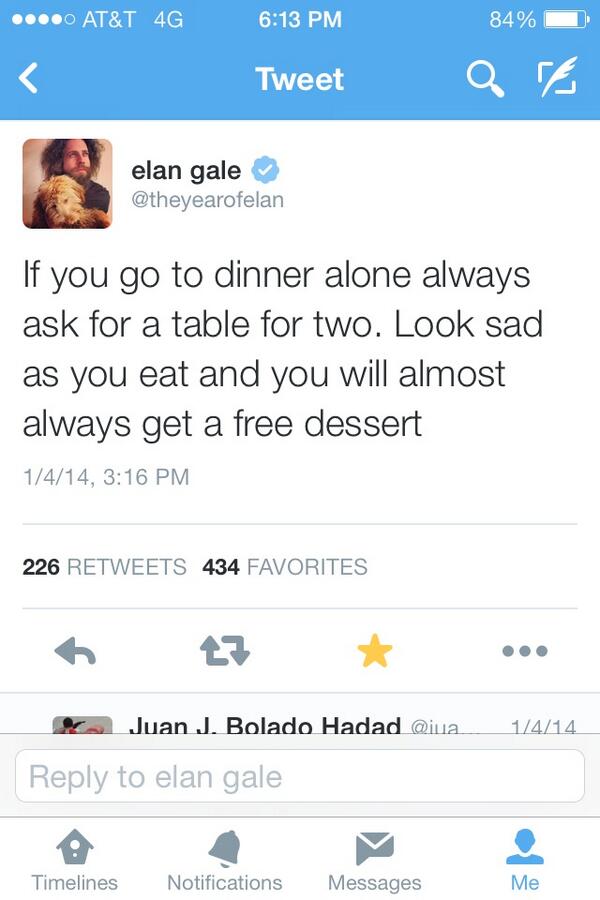 AT&T 4G 6:13 PM 84%
Tweet
elan gale
@theyearofelan
If you go to dinner alone always
ask for a table for two. Look sad
as you eat and you will almost
always get a free dessert
1/4/14, 3:16 PM
226 RETWEETS 434 FAVORITES
Juan J. Bolado Hadad @jua... 1/4/14
Reply to elan gale
Timelines Notifications Messages Me